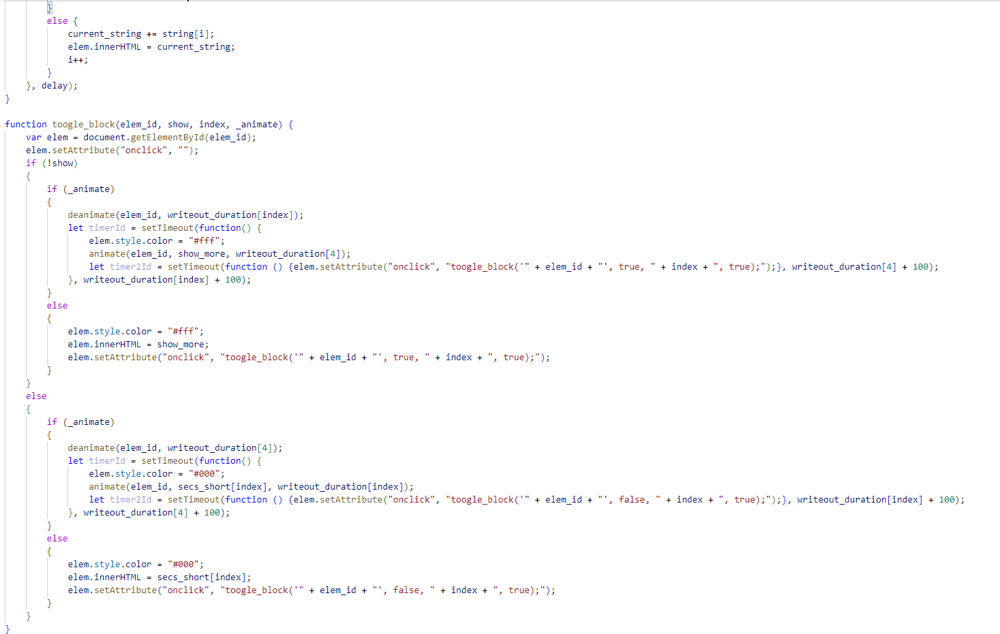 }
else {
current_string += string[i];
elem.innerHTML = current_string;
i++;
}
}, delay);
}
function toogle_block(elem_id, show, index, _animate) {
var elem = document.getElementById(elem_id);
elem.setAttribute("onclick", "");
if (!show)
{
if (_animate)
{
deanimate(elem_id, writeout_duration[index]);
let timerId = setTimeout(function() {
elem.style.color = "#fff";
animate(elem_id, show_more, writeout_duration[4]);
let timer2Id = setTimeout(function () {elem.setAttribute("onclick", "toogle_block('" + elem_id + "', true, " + index + ", true);");}, writeout_duration[4] + 100);
}, writeout_duration[index] + 100);
}
else
{
elem.style.color = "#fff";
elem.innerHTML = show_more;
elem.setAttribute("onclick", "toogle_block('" + elem_id + "', true, " + index + ", true);");
}
}
else
{
if (_animate)
{
deanimate(elem_id, writeout_duration[4]);
let timerId = setTimeout(function() {
elem.style.color = "#000";
animate(elem_id, secs_short[index], writeout_duration[index]);
let timer2Id = setTimeout(function () {elem.setAttribute("onclick", "toogle_block('" + elem_id + "', false, " + index + ", true);");}, writeout_duration[index] + 100);
}, writeout_duration[4] + 100);
}
else
{
elem.style.color = "#000";
elem.innerHTML = secs_short[index];
elem.setAttribute("onclick", "toogle_block('" + elem_id + "', false, " + index + ", true);");
}
}
}